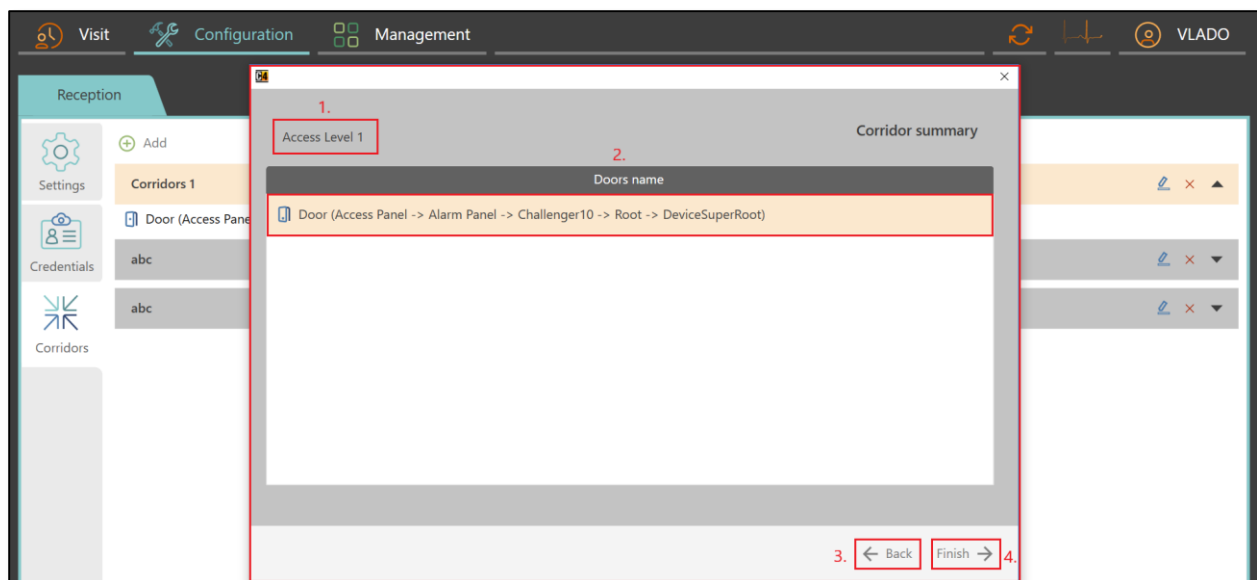 Visit
Configuration
Management
VLADO
Reception
C4
1.
Access Level 1
Corridor summary
2.
Doors name
Door (Access Panel -> Alarm Panel -> Challenger10 -> Root -> DeviceSuperRoot)
Add
Settings
Corridors 1
Door (Access Pane
Credentials
abc
abc
Corridors
3.
Back
Finish
4.